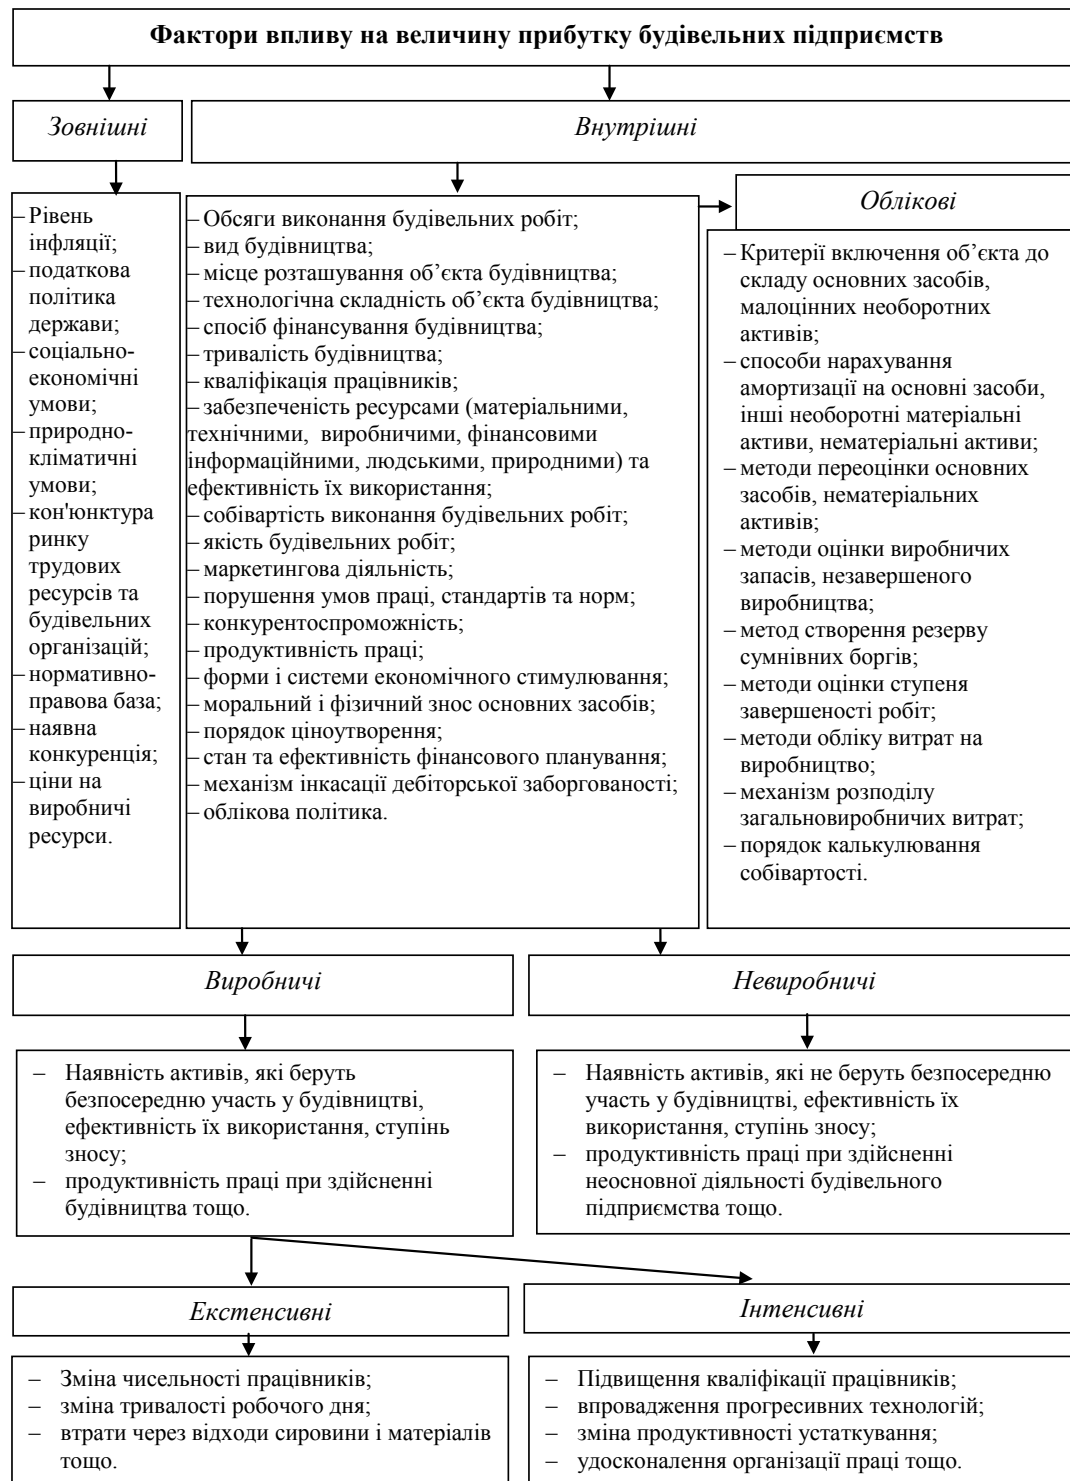 Фактори впливу на величину прибутку будівельних підприємств
Зовнішні
Внутрішні
– Рівень
інфляції;
– податкова
політика
держави;
– соціально-
економічні
умови;
– природно-
кліматичні
умови;
– кон'юнктура
ринку
трудових
ресурсів та
будівельних
організацій;
– нормативно-
правова база;
– наявна
конкуренція;
– ціни на
виробничі
ресурси.
– Обсяги виконання будівельних робіт;
– вид будівництва;
– місце розташування об’єкта будівництва;
– технологічна складність об’єкта будівництва;
– спосіб фінансування будівництва;
– тривалість будівництва;
– кваліфікація працівників;
– забезпеченість ресурсами (матеріальними,
технічними, виробничими, фінансовими
інформаційними, людськими, природними) та
ефективність їх використання;
– собівартість виконання будівельних робіт;
– якість будівельних робіт;
– маркетингова діяльність;
– порушення умов праці, стандартів та норм;
– конкурентоспроможність;
– продуктивність праці;
– форми і системи економічного стимулювання;
– моральний і фізичний знос основних засобів;
– порядок ціноутворення;
– стан та ефективність фінансового планування;
– механізм інкасації дебіторської заборгованості;
– облікова політика.
Облікові
– Критерії включення об’єкта до
складу основних засобів,
малоцінних необоротних
активів;
– способи нарахування
амортизації на основні засоби,
інші необоротні матеріальні
активи, нематеріальні активи;
– методи переоцінки основних
засобів, нематеріальних
активів;
– методи оцінки виробничих
запасів, незавершеного
виробництва;
– метод створення резерву
сумнівних боргів;
– методи оцінки ступеня
завершеності робіт;
– методи обліку витрат на
виробництво;
– механізм розподілу
загальновиробничих витрат;
– порядок калькулювання
собівартості.
Виробничі
Невиробничі
– Наявність активів, які беруть
безпосередню участь у будівництві,
ефективність їх використання, ступінь
зносу;
– продуктивність праці при здійсненні
будівництва тощо.
– Наявність активів, які не беруть безпосередню
участь у будівництві, ефективність їх
використання, ступінь зносу;
– продуктивність праці при здійсненні
неосновної діяльності будівельного
підприємства тощо.
Екстенсивні
Інтенсивні
– Зміна чисельності працівників;
– зміна тривалості робочого дня;
– втрати через відходи сировини і матеріалів
тощо.
– Підвищення кваліфікації працівників;
– впровадження прогресивних технологій;
– зміна продуктивності устаткування;
– удосконалення організації праці тощо.